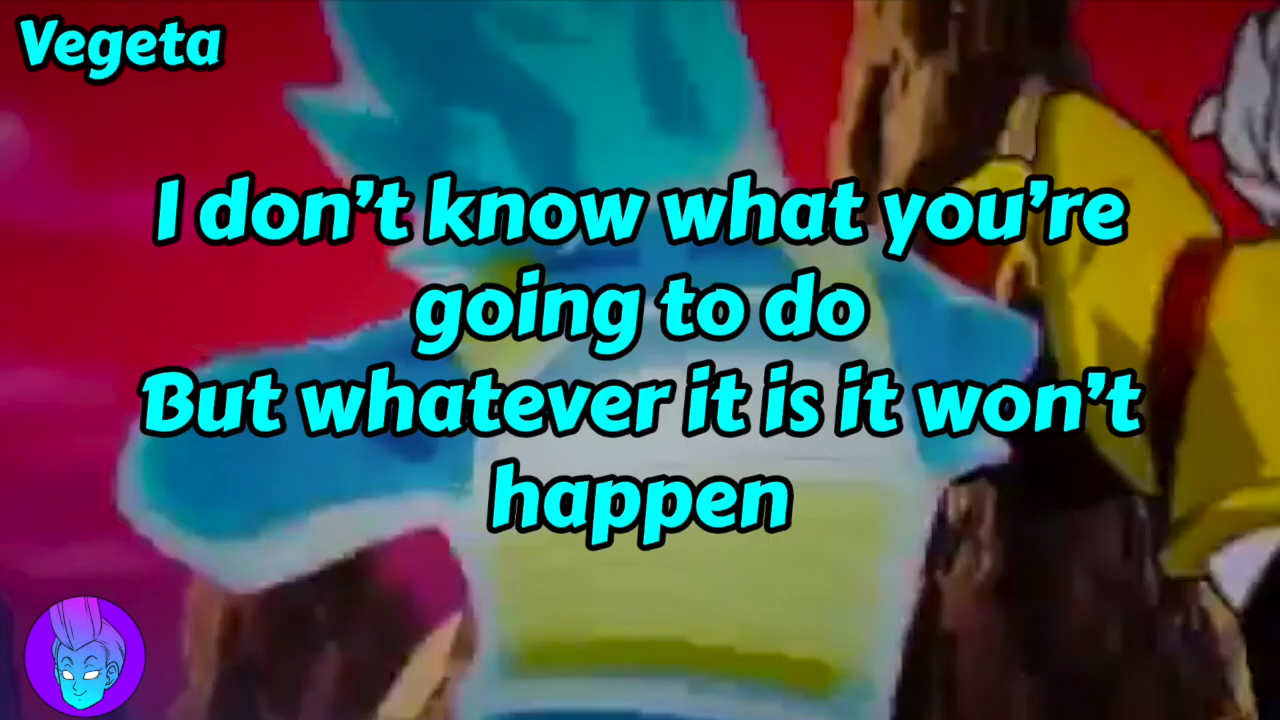 Vegeta
I don’t know what you’re
going to do
But whatever it is it won’t
happen